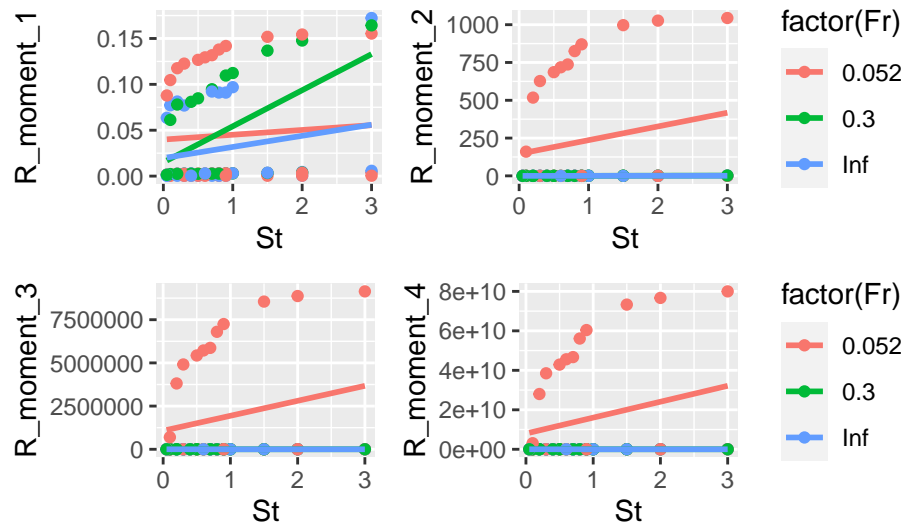 R_moment_1
0.15
0.10
0.05
0.00
0
1
2
3
St
R_moment_2
1000
750
500
250
0
0
1
2
3
St
factor(Fr)
0.052
0.3
Inf
R_moment_3
7500000
5000000
2500000
0
0
1
2
3
St
R_moment_4
8e+10
6e+10
4e+10
2e+10
0e+00
0
1
2
3
St
factor(Fr)
0.052
0.3
Inf